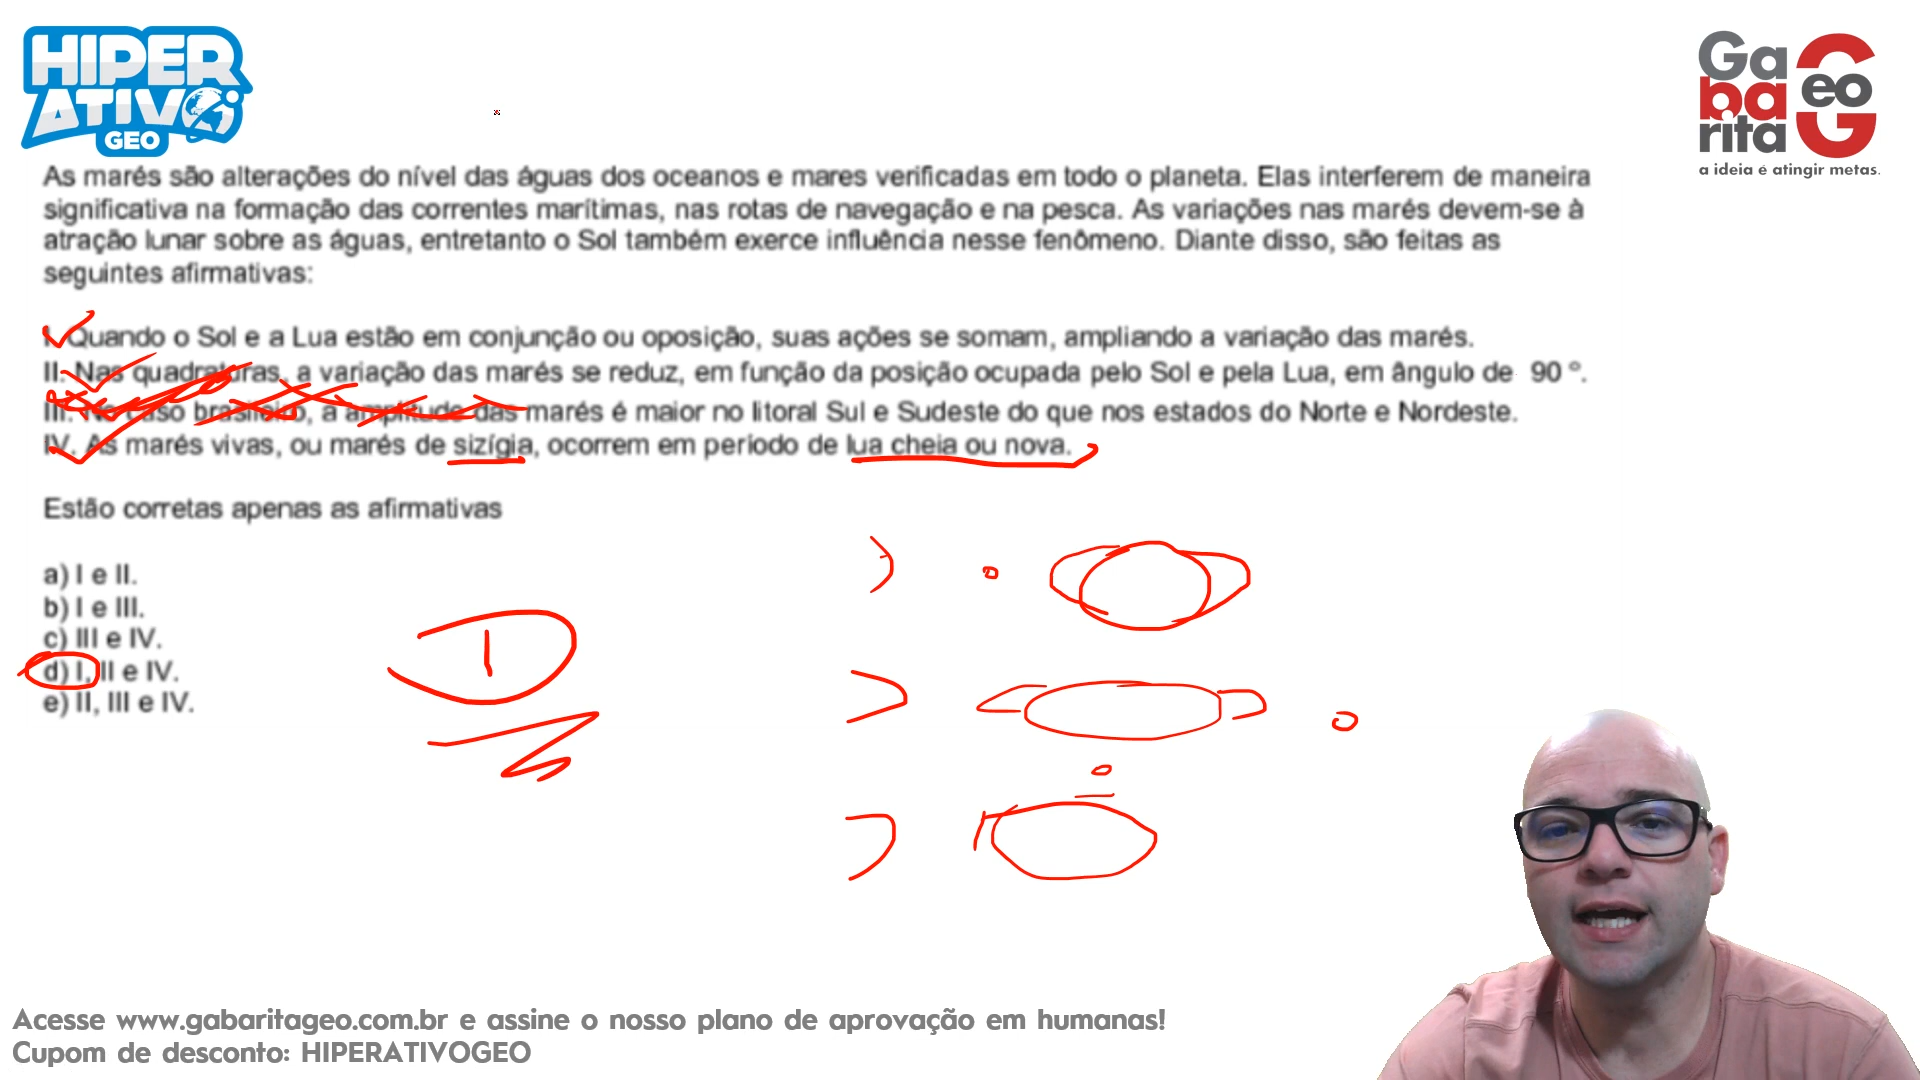 HIPER
ATIVO
GEO
Ga
ba
rita
Geo
a ideia é atingir metas.
As marés são alterações do nível das águas dos oceanos e mares verificadas em todo o planeta. Elas interferem de maneira
significativa na formação das correntes marítimas, nas rotas de navegação e na pesca. As variações nas marés devem-se à
atração lunar sobre as águas, entretanto o Sol também exerce influência nesse fenômeno. Diante disso, são feitas as
seguintes afirmativas:
I. Quando o Sol e a Lua estão em conjunção ou oposição, suas ações se somam, ampliando a variação das marés.
II. Nas quadraturas, a variação das marés se reduz, em função da posição ocupada pelo Sol e pela Lua, em ângulo de 90 º.
III. No caso brasileiro, a amplitude das marés é maior no litoral Sul e Sudeste do que nos estados do Norte e Nordeste.
IV. As marés vivas, ou marés de sizígia, ocorrem em período de lua cheia ou nova.
Estão corretas apenas as afirmativas
a) I e II.
b) I e III.
c) III e IV.
d) I, II e IV.
e) II, III e IV.
Acesse www.gabaritageo.com.br e assine o nosso plano de aprovação em humanas!
Cupom de desconto: HIPERATIVOGEO